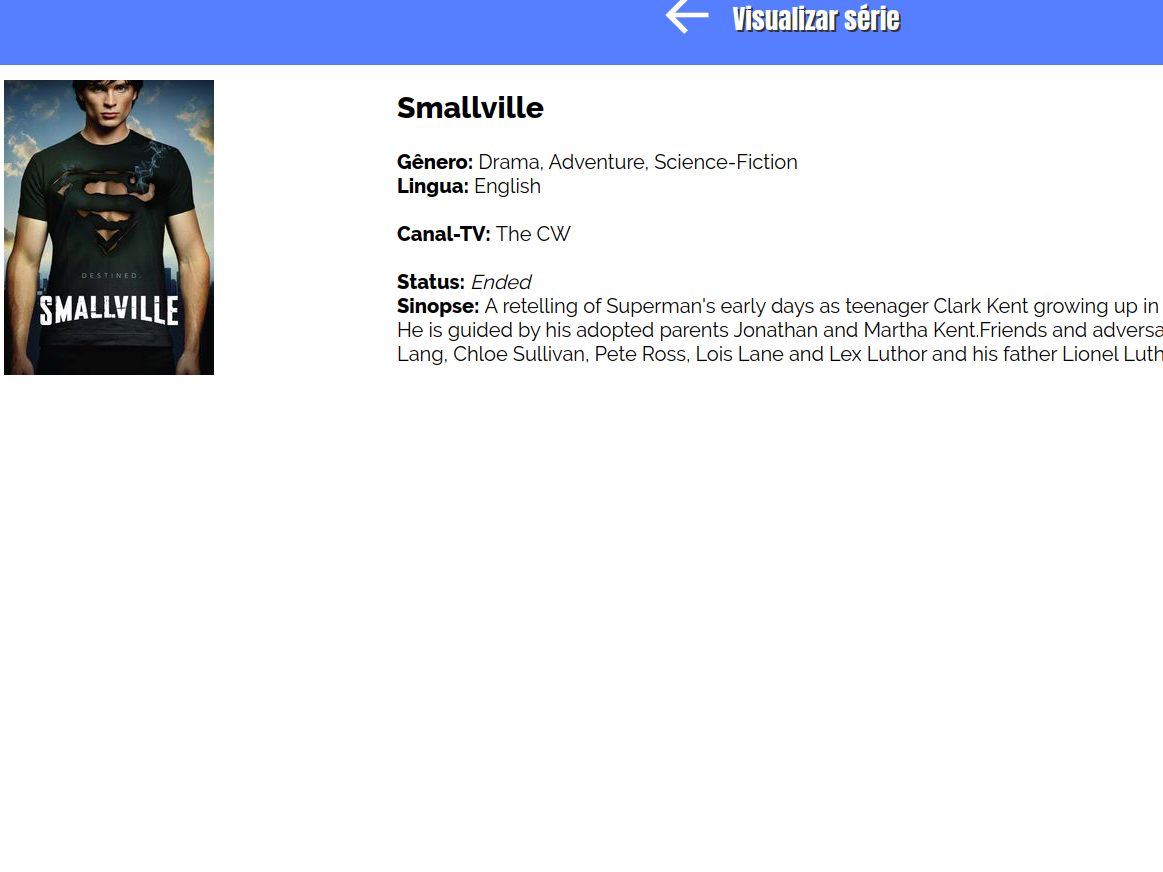 Visualizar série
DESTINED.
SMALLVILLE
Smallville
Gênero: Drama, Adventure, Science-Fiction
Lingua: English
Canal-TV: The CW
Status: Ended
Sinopse: A retelling of Superman's early days as teenager Clark Kent growing up in
He is guided by his adopted parents Jonathan and Martha Kent.Friends and adversa
Lang, Chloe Sullivan, Pete Ross, Lois Lane and Lex Luthor and his father Lionel Luth